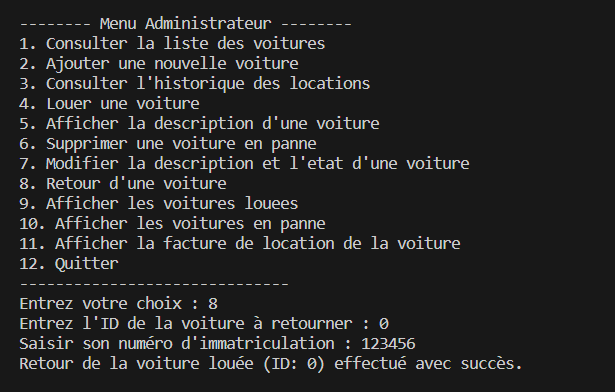 -------- Menu Administrateur --------
1. Consulter la liste des voitures
2. Ajouter une nouvelle voiture
3. Consulter l'historique des locations
4. Louer une voiture
5. Afficher la description d'une voiture
6. Supprimer une voiture en panne
7. Modifier la description et l'etat d'une voiture
8. Retour d'une voiture
9. Afficher les voitures louees
10. Afficher les voitures en panne
11. Afficher la facture de location de la voiture
12. Quitter
------------------------------
Entrez votre choix : 8
Entrez l'ID de la voiture à retourner : 0
Saisir son numéro d'immatriculation : 123456
Retour de la voiture louée (ID: 0) effectué avec succès.